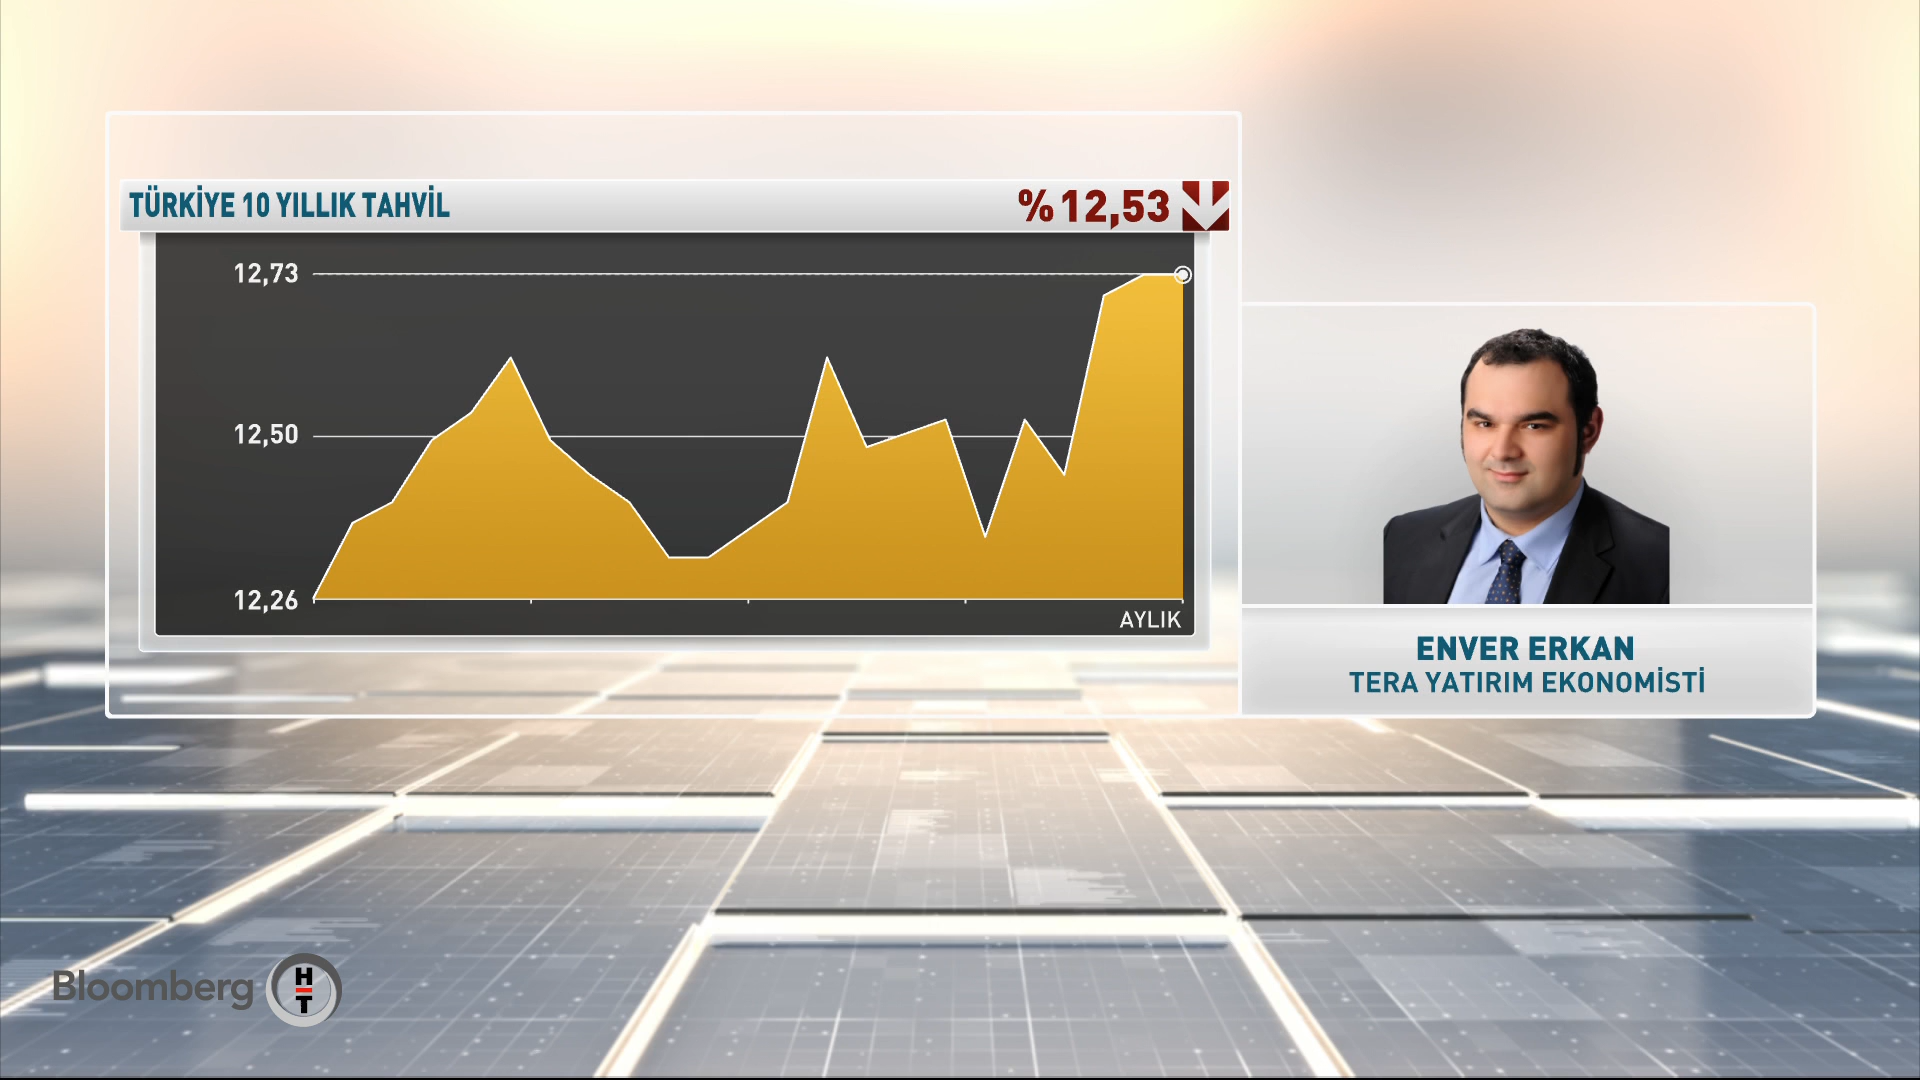 TÜRKİYE 10 YILLIK TAHVİL
%12,53
12,73
12,50
12,26
AYLIK
ENVER ERKAN
TERA YATIRIM EKONOMİSTİ
Bloomberg HT